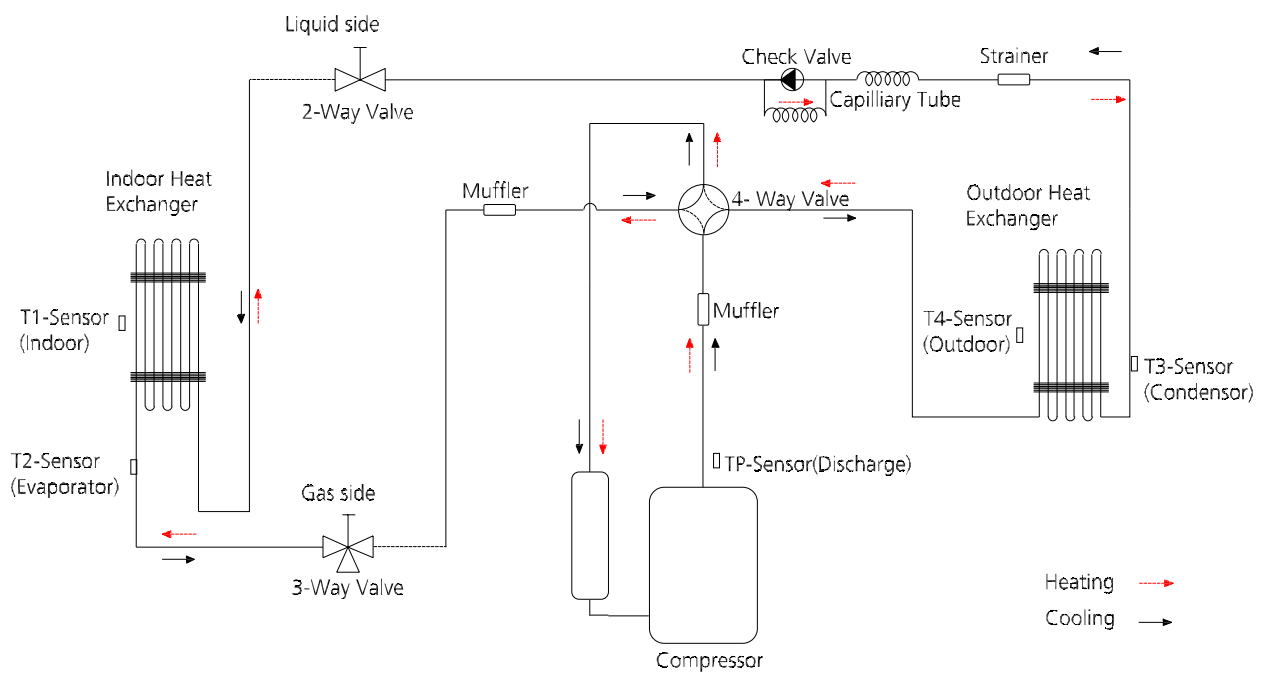 Liquid side
2-Way Valve
Check Valve
Capilliary Tube
Strainer
Indoor Heat
Exchanger
Muffler
4- Way Valve
Outdoor Heat
Exchanger
T1-Sensor
(Indoor)
Muffler
T4-Sensor
(Outdoor)
T3-Sensor
(Condensor)
T2-Sensor
(Evaporator)
TP-Sensor(Discharge)
Gas side
3-Way Valve
Compressor
Heating
Cooling